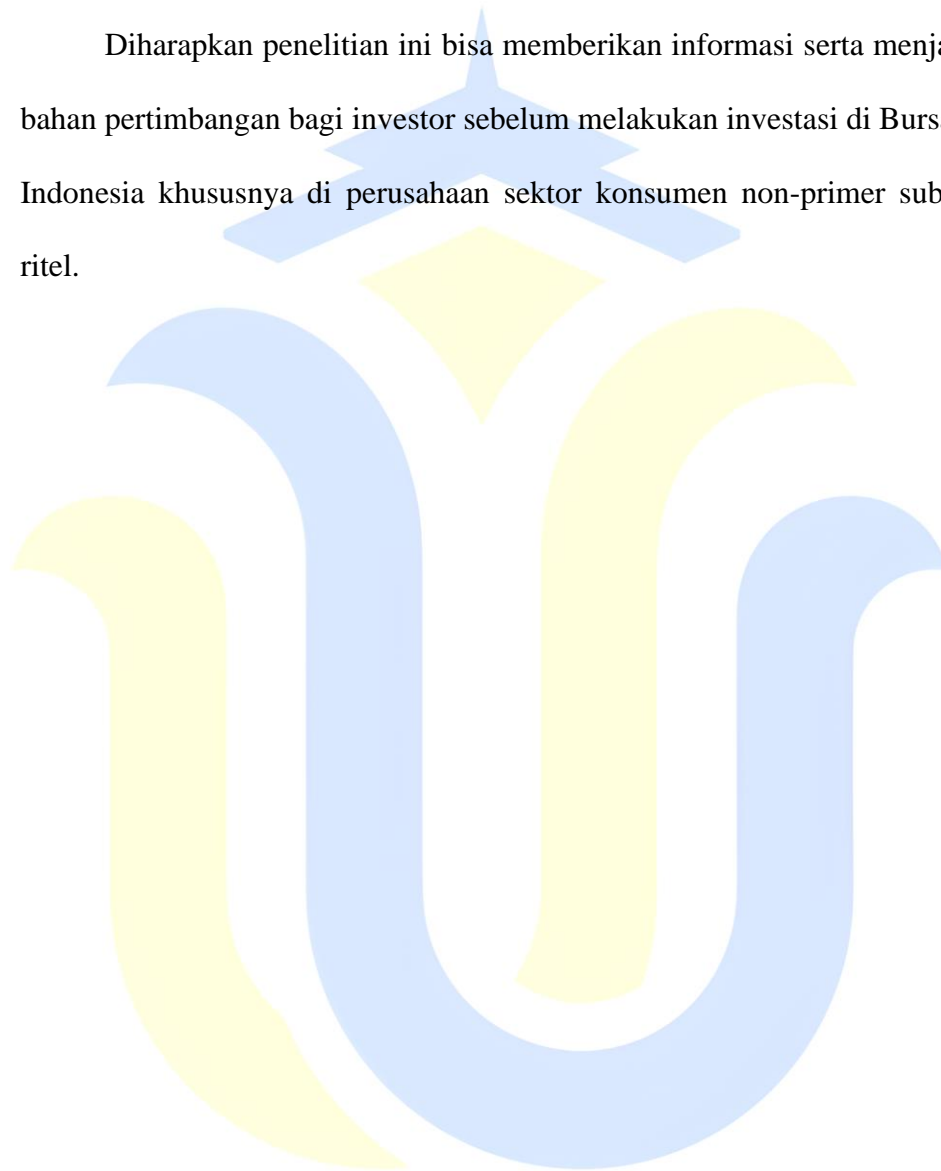 Diharapkan penelitian ini bisa memberikan informasi serta menja
bahan pertimbangan bagi investor sebelum melakukan investasi di Bursa
Indonesia khususnya di perusahaan sektor konsumen non-primer sub
ritel.